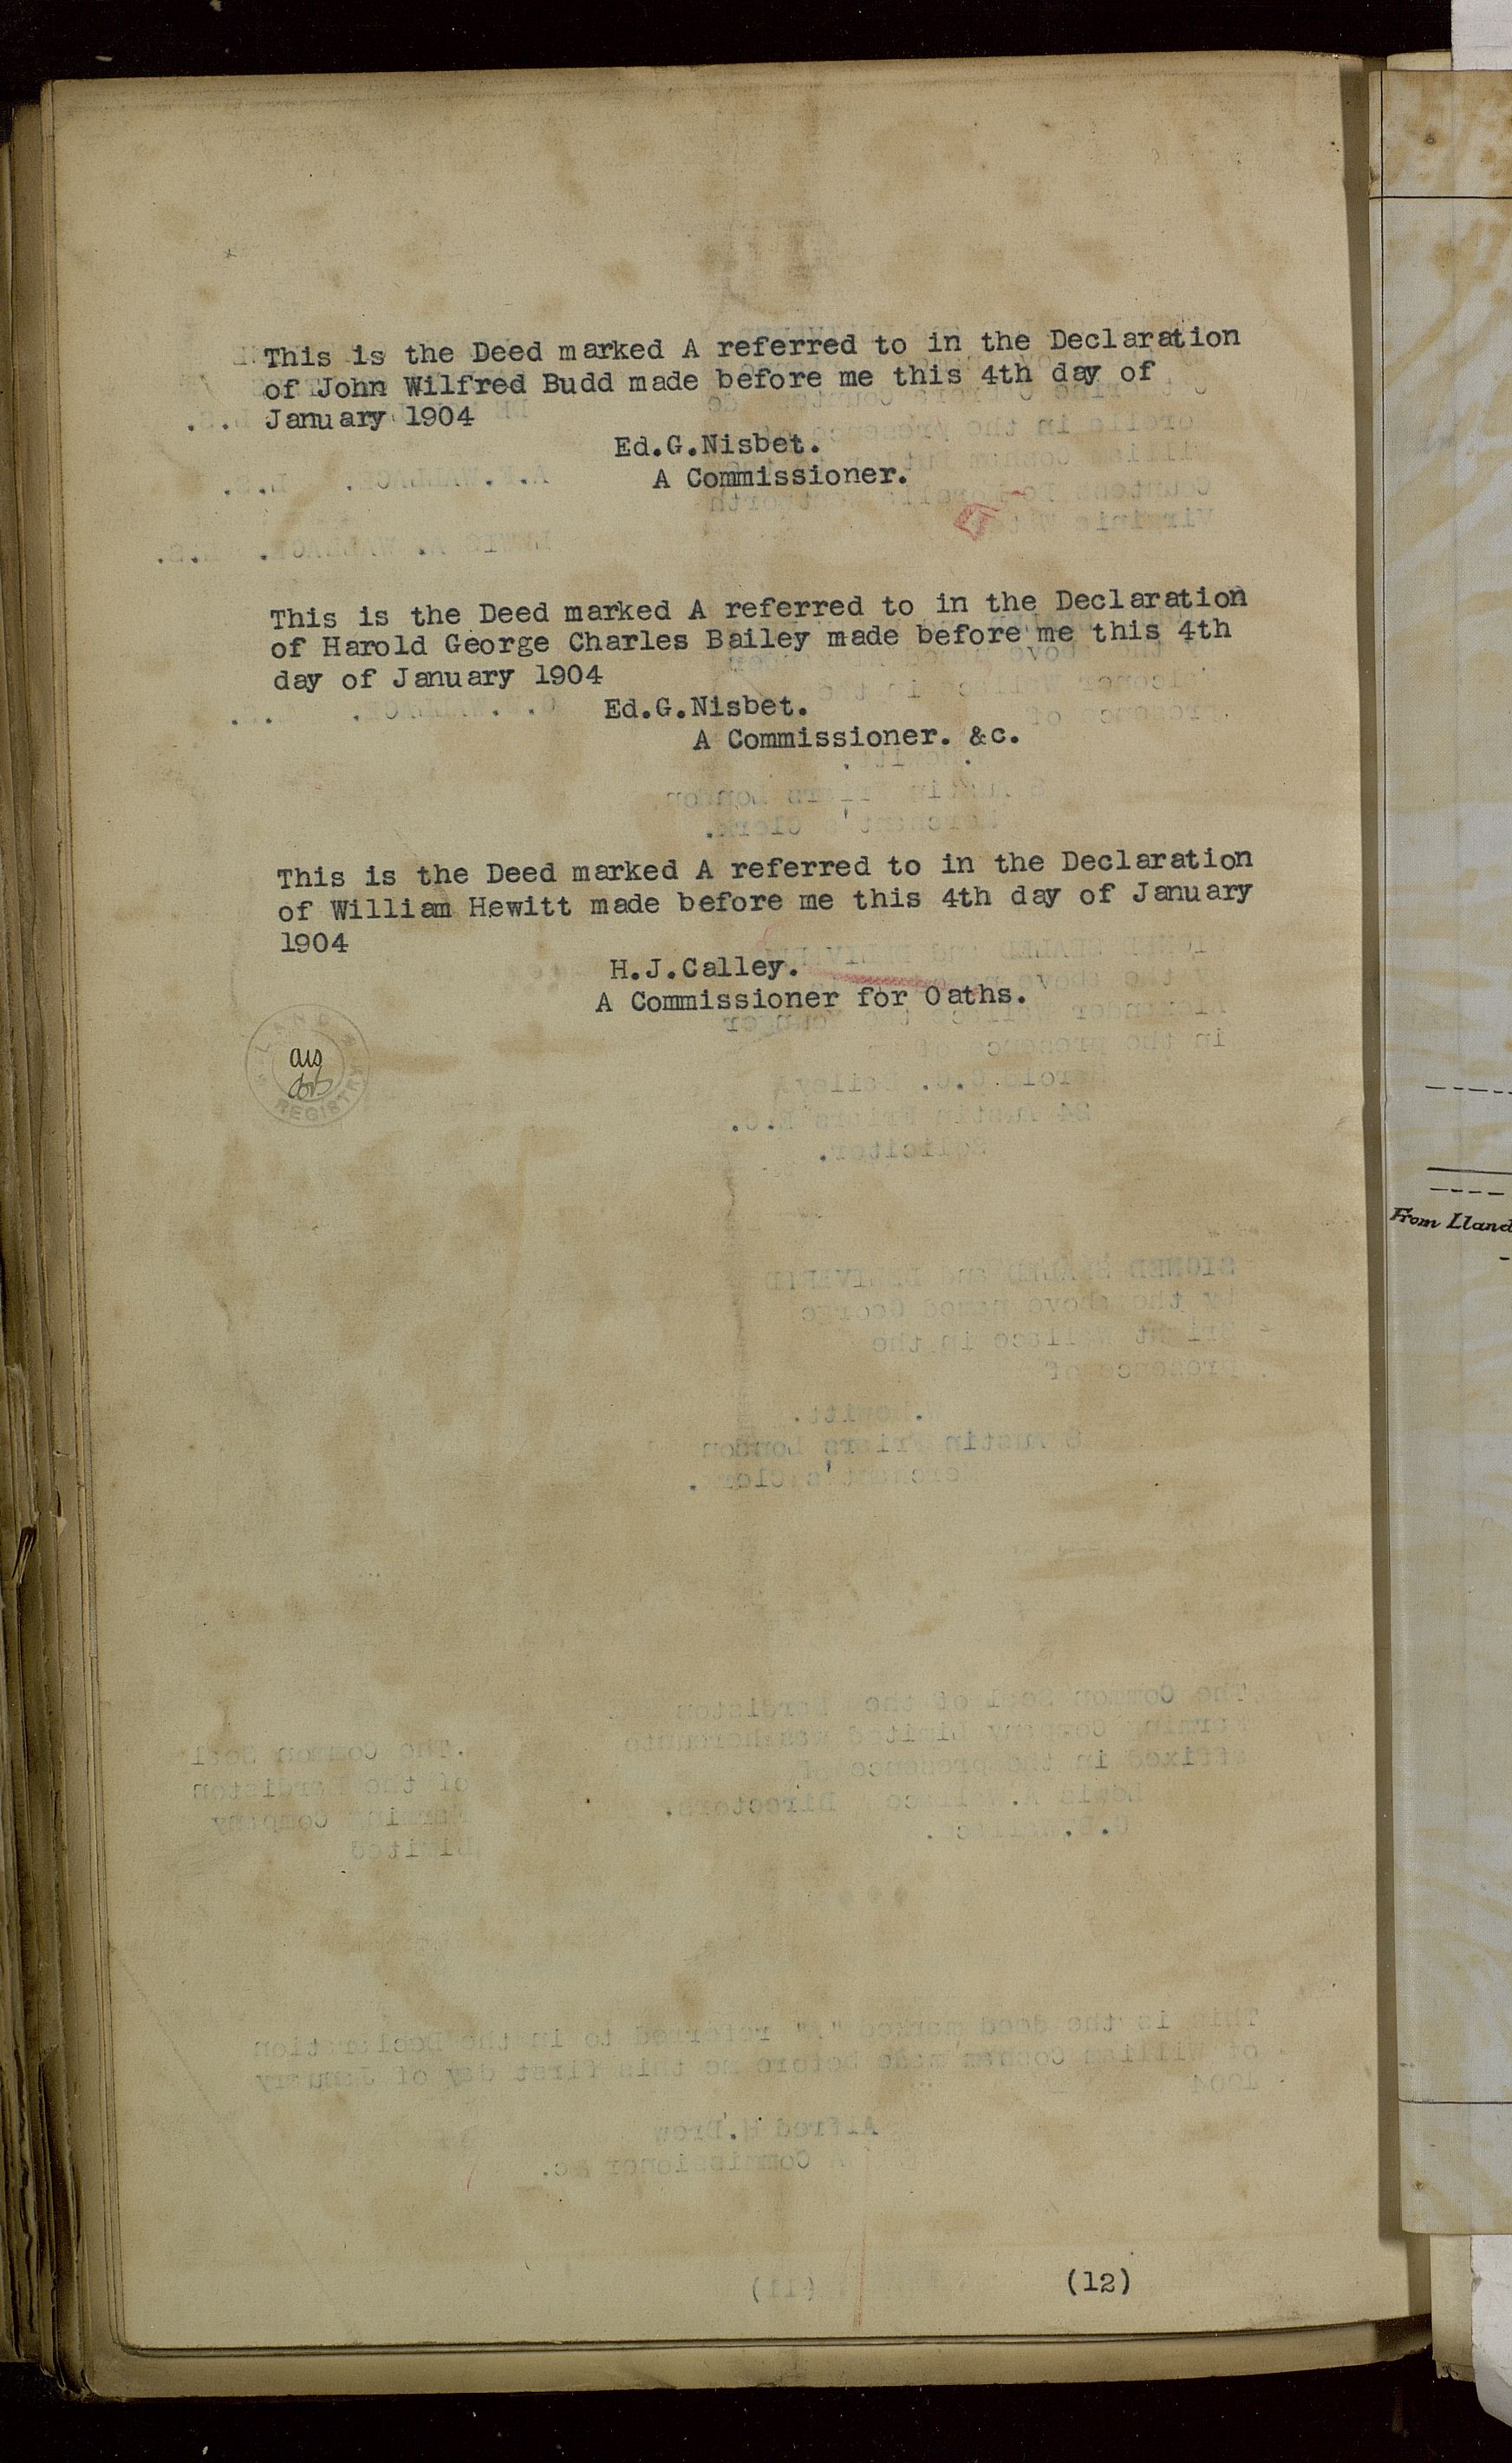 This is the Deed marked A referred to in the Declaration
of John Wilfred Budd made before me this 4th day of
January 1904
Ed.G.Nisbet.
A Commissioner.
This is the Deed marked A referred to in the Declaration
of Harold George Charles Bailey made before me this 4th
day of January 1904
Ed.G.Nisbet.
A Commissioner. &c.
This is the Deed marked A referred to in the Declaration
of William Hewitt made before me this 4th day of January
1904
H.J.Calley.
A Commissioner for Oaths.
LAND REGISTRY
From Lland
(12)